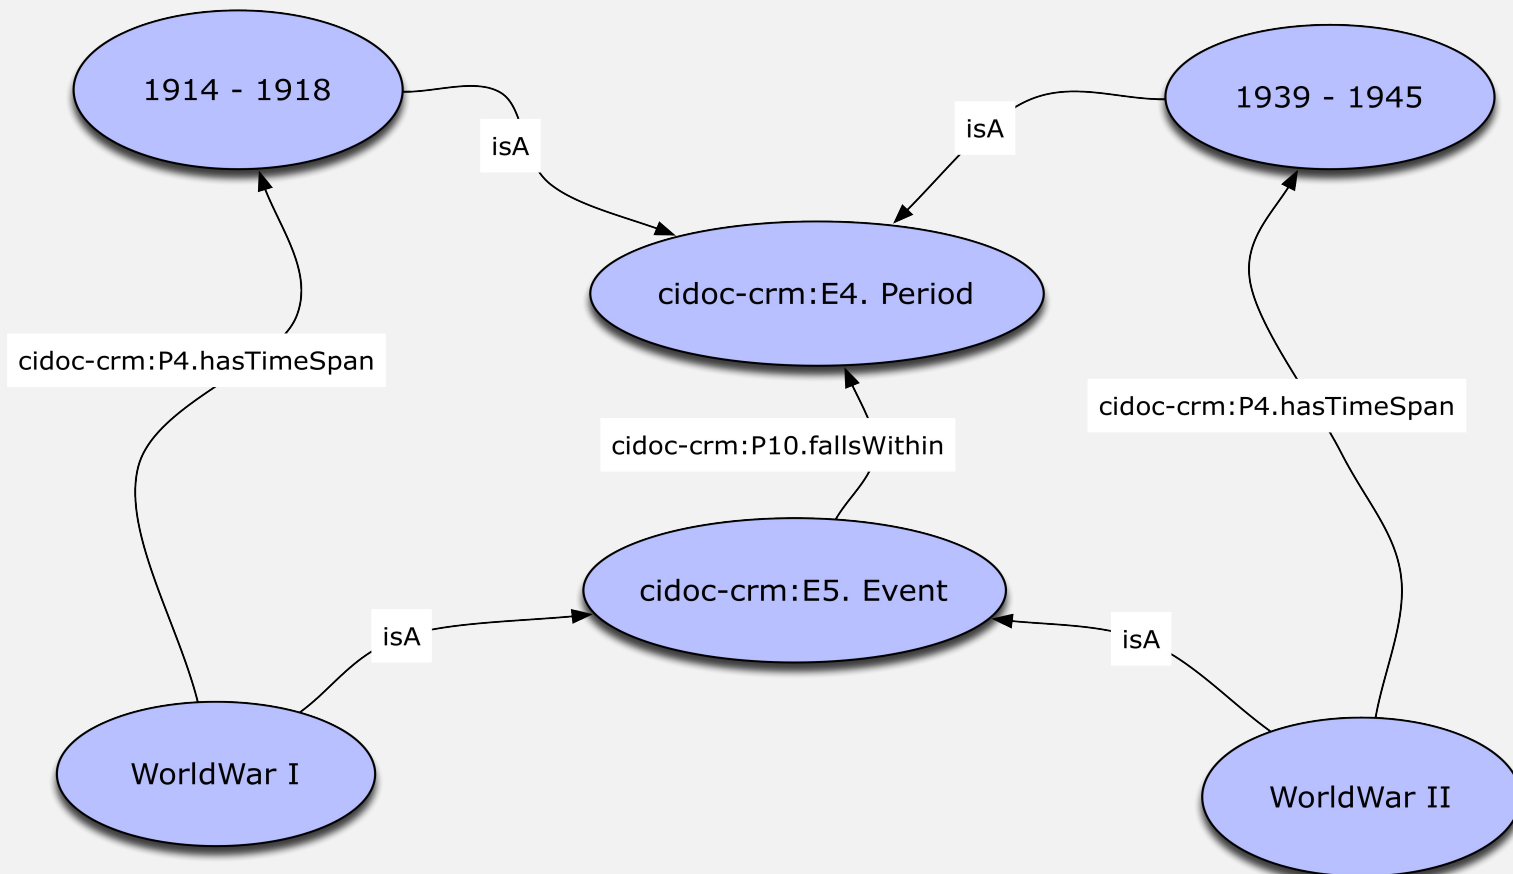 1914 - 1918
1939 - 1945
isA
isA
cidoc-crm:E4. Period
cidoc-crm:P4.hasTimeSpan
cidoc-crm:P4.hasTimeSpan
cidoc-crm:P10.fallsWithin
cidoc-crm:E5. Event
isA
isA
WorldWar I
WorldWar II